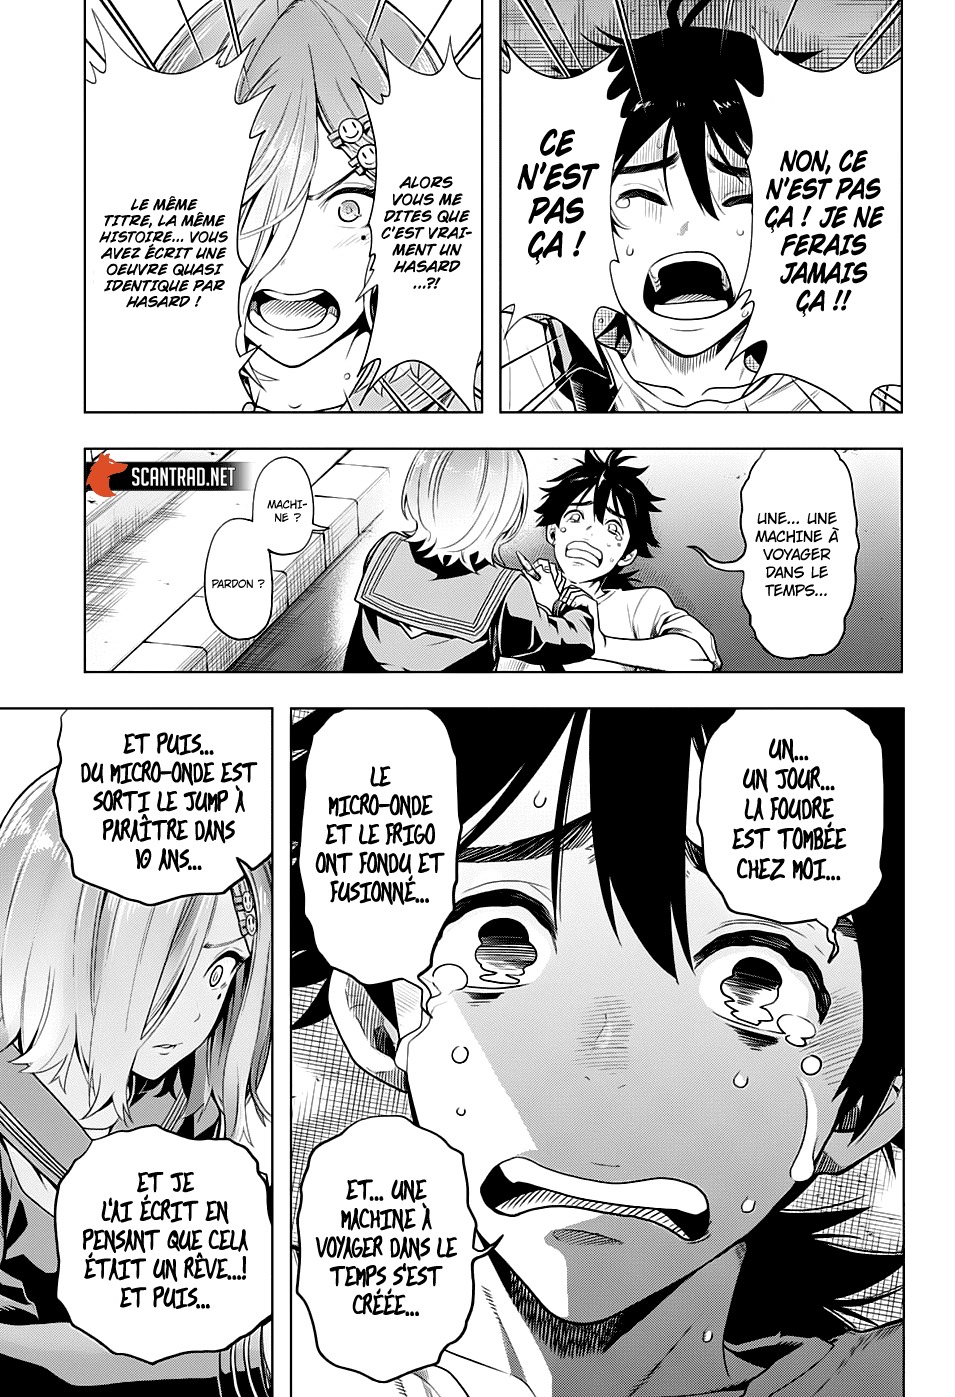 NON, CE
N'EST PAS
ÇA ! JE NE
FERAIS
JAMAIS
ÇA !!
CE
N'EST
PAS
ÇA !
ALORS
VOUS ME
DITES QUE
C'EST VRAI-
MENT UN
HASARD
...?!
LE MÊME
TITRE, LA MÊME
HISTOIRE... VOUS
AVEZ ÉCRIT UNE
OEUVRE QUASI
IDENTIQUE PAR
HASARD !
UNE... UNE
MACHINE À
VOYAGER
DANS LE
TEMPS...
MACHI-
NE ?
PARDON ?
SCANTRAD.NET
UN...
UN JOUR...
LA FOUDRE
EST TOMBÉE
CHEZ MOI...
LE
MICRO-ONDE
ET LE FRIGO
ONT FONDU ET
FUSIONNÉ...
ET... UNE
MACHINE À
VOYAGER DANS LE
TEMPS S'EST
CRÉÉE...
ET PUIS...
DU MICRO-ONDE EST
SORTI LE JUMP À
PARAÎTRE DANS
10 ANS...
ET JE
L'AI ÉCRIT EN
PENSANT QUE CELA
ÉTAIT UN RÊVE...!
ET PUIS...